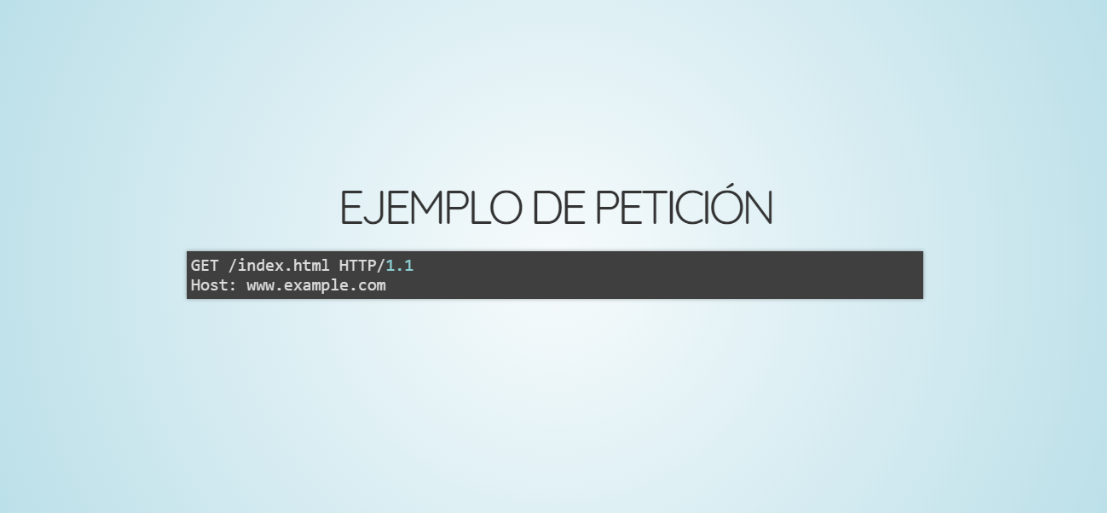 EJEMPLO DE PETICIÓN
GET /index.html HTTP/1.1
Host: www.example.com